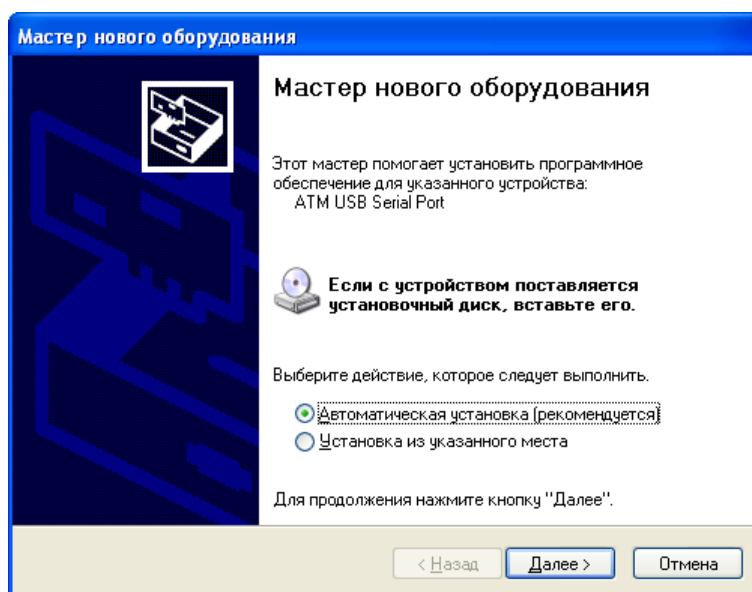 Мастер нового оборудования
Мастер нового оборудования
Этот мастер помогает установить программное
обеспечение для указанного устройства:
ATM USB Serial Port
Если с устройством поставляется
установочный диск, вставьте его.
Выберите действие, которое следует выполнить.
Автоматическая установка (рекомендуется)
Установка из указанного места
Для продолжения нажмите кнопку "Далее".
< Назад Далее > Отмена